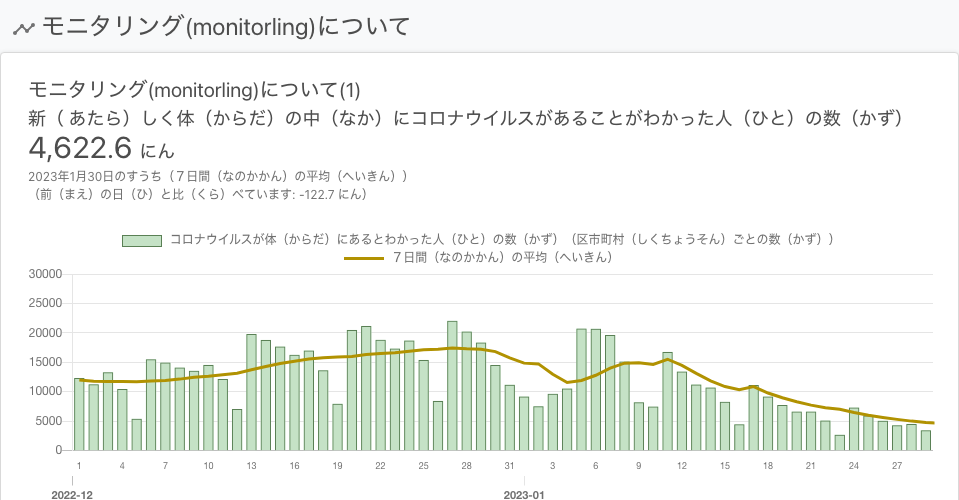 モニタリング(monitorling)について
モニタリング(monitorling)について(1)
新（ あたら）しく体（からだ）の中（なか）にコロナウイルスがあることがわかった人（ひと）の数（かず）
4,622.6 にん
2023年1月30日のすうち（７日間（なのかかん）の平均（へいきん））
（前（まえ）の日（ひ）と比（くら）べています: -122.7 にん）
コロナウイルスが体（からだ）にあるとわかった人（ひと）の数（かず）（区市町村（しくちょうそん）ごとの数（かず））
７日間（なのかかん）の平均（へいきん）
30000
25000
20000
15000
10000
5000
0
1 4 7 10 13 16 19 22 25 28 31 3 6 9 12 15 18 21 24 27
2022-12 2023-01